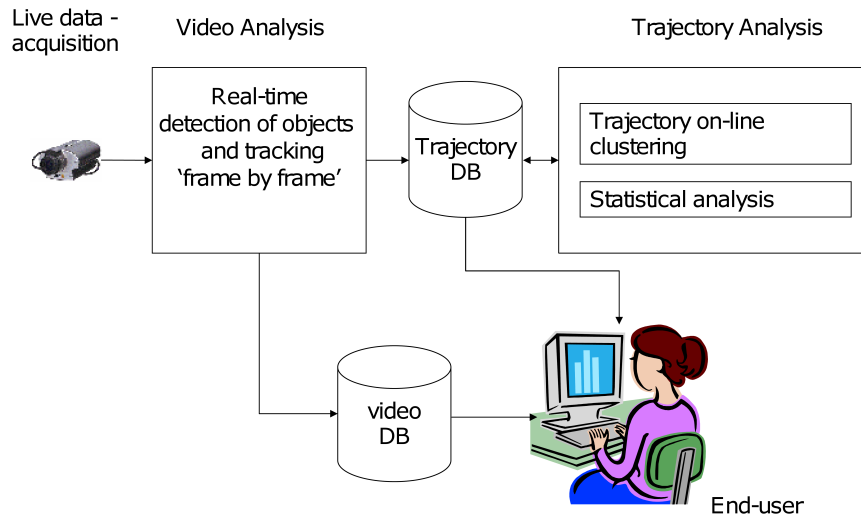 Live data -
acquisition
Video Analysis
Trajectory Analysis
Real-time
detection of objects
and tracking
‘frame by frame’
Trajectory
DB
Trajectory on-line
clustering
Statistical analysis
video
DB
End-user